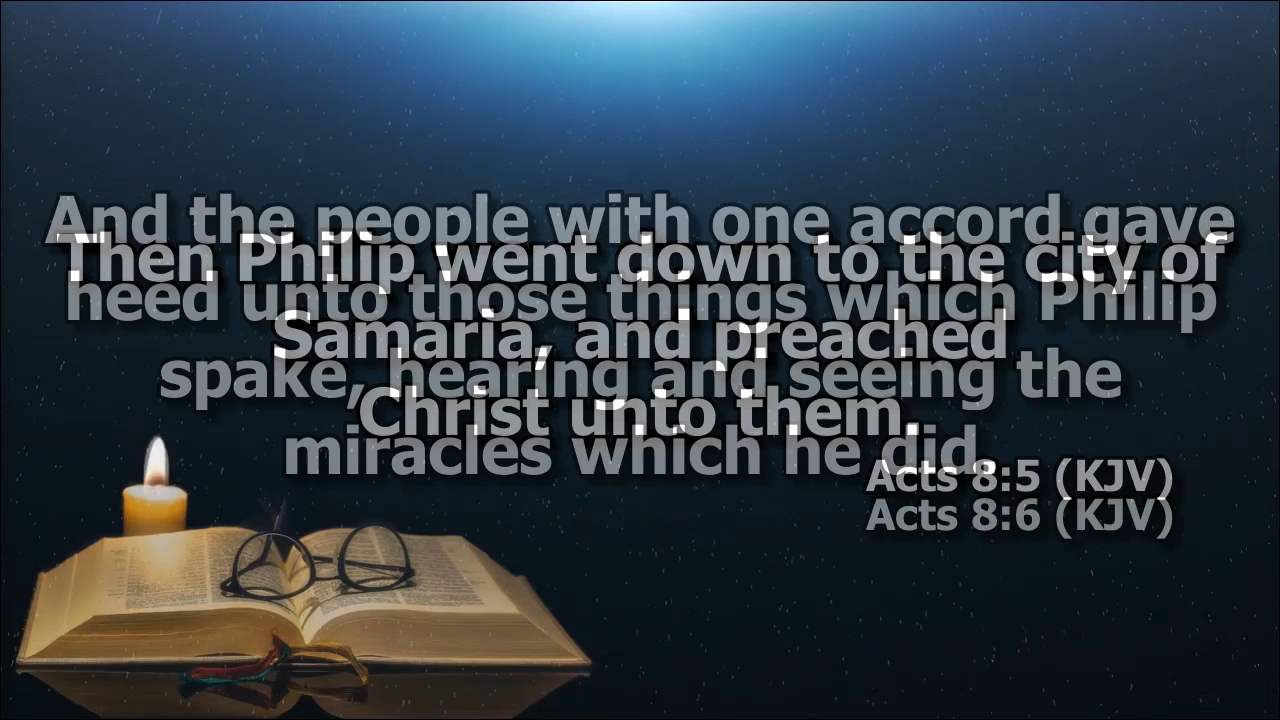 Then Philip went down to the city of
Samaria, and preached
Christ unto them.
Acts 8:5 (KJV)
And the people with one accord gave
heed unto those things which Philip
spake, hearing and seeing the
miracles which he did.
Acts 8:6 (KJV)